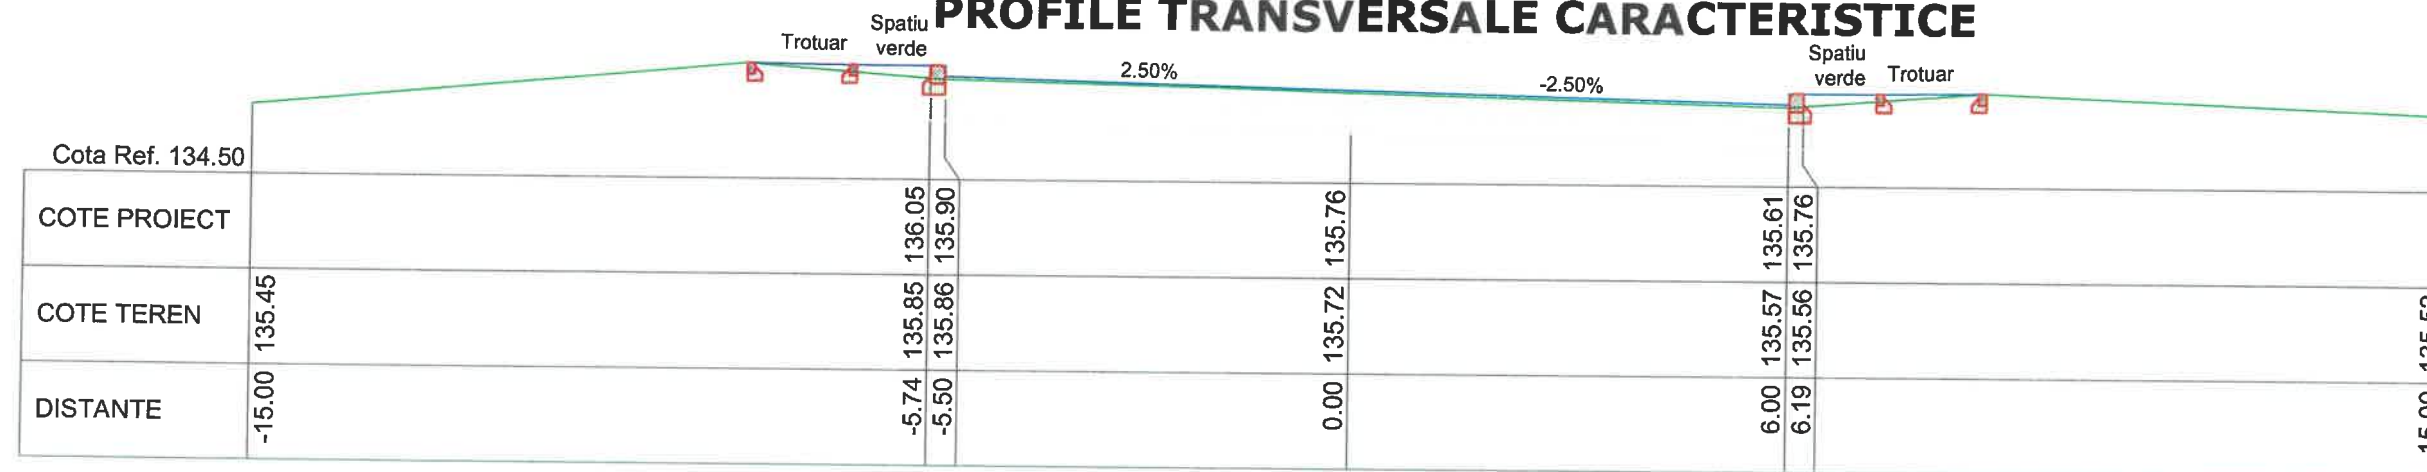 PROFILE TRANSVERSALE CARACTERISTICE
Trotuar
Spatiu
verde
2.50%
-2.50%
Spatiu
verde
Trotuar
Cota Ref. 134.50
COTE PROIECT
136.05
135.90
135.76
135.61
135.76
COTE TEREN
135.45
135.85
135.86
135.72
135.57
135.56
DISTANTE
-15.00
-5.74
-5.50
0.00
6.00
6.19